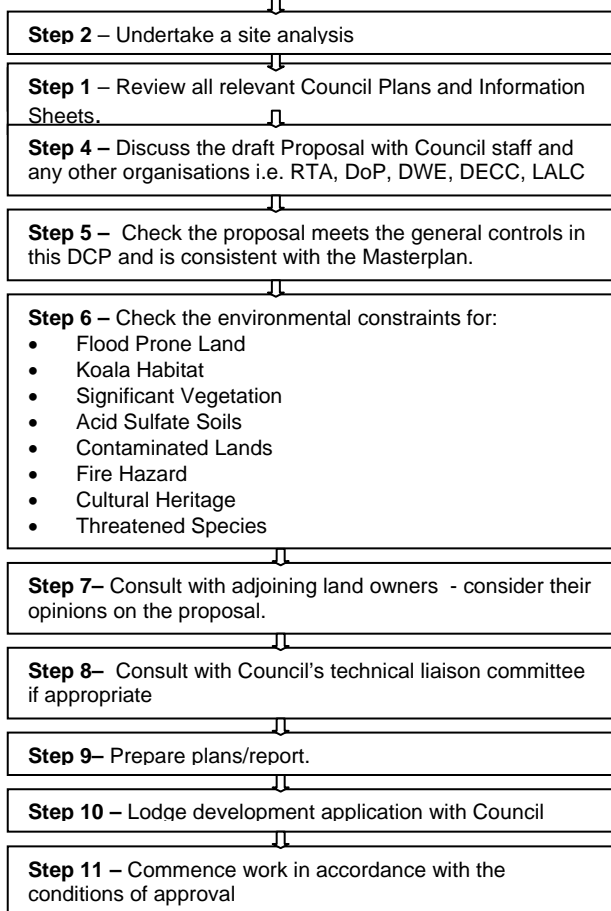 Step 2 – Undertake a site analysis
Step 1 – Review all relevant Council Plans and Information
Sheets.
Step 4 – Discuss the draft Proposal with Council staff and
any other organisations i.e. RTA, DoP, DWE, DECC, LALC
Step 5 – Check the proposal meets the general controls in
this DCP and is consistent with the Masterplan.
Step 6 – Check the environmental constraints for:
• Flood Prone Land
• Koala Habitat
• Significant Vegetation
• Acid Sulfate Soils
• Contaminated Lands
• Fire Hazard
• Cultural Heritage
• Threatened Species
Step 7– Consult with adjoining land owners - consider their
opinions on the proposal.
Step 8– Consult with Council's technical liaison committee
if appropriate
Step 9– Prepare plans/report.
Step 10 – Lodge development application with Council
Step 11 – Commence work in accordance with the
conditions of approval